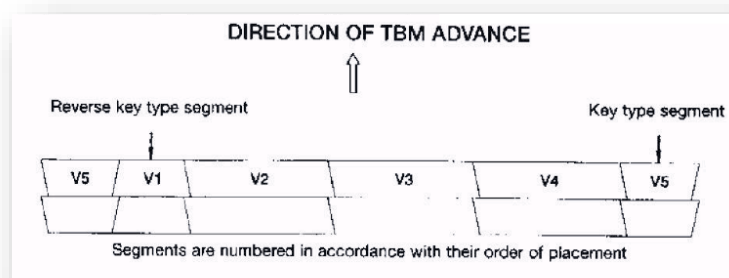 DIRECTION OF TBM ADVANCE
Reverse key type segment
Key type segment
V5 V1 V2 V3 V4 V5
Segments are numbered in accordance with their order of placement